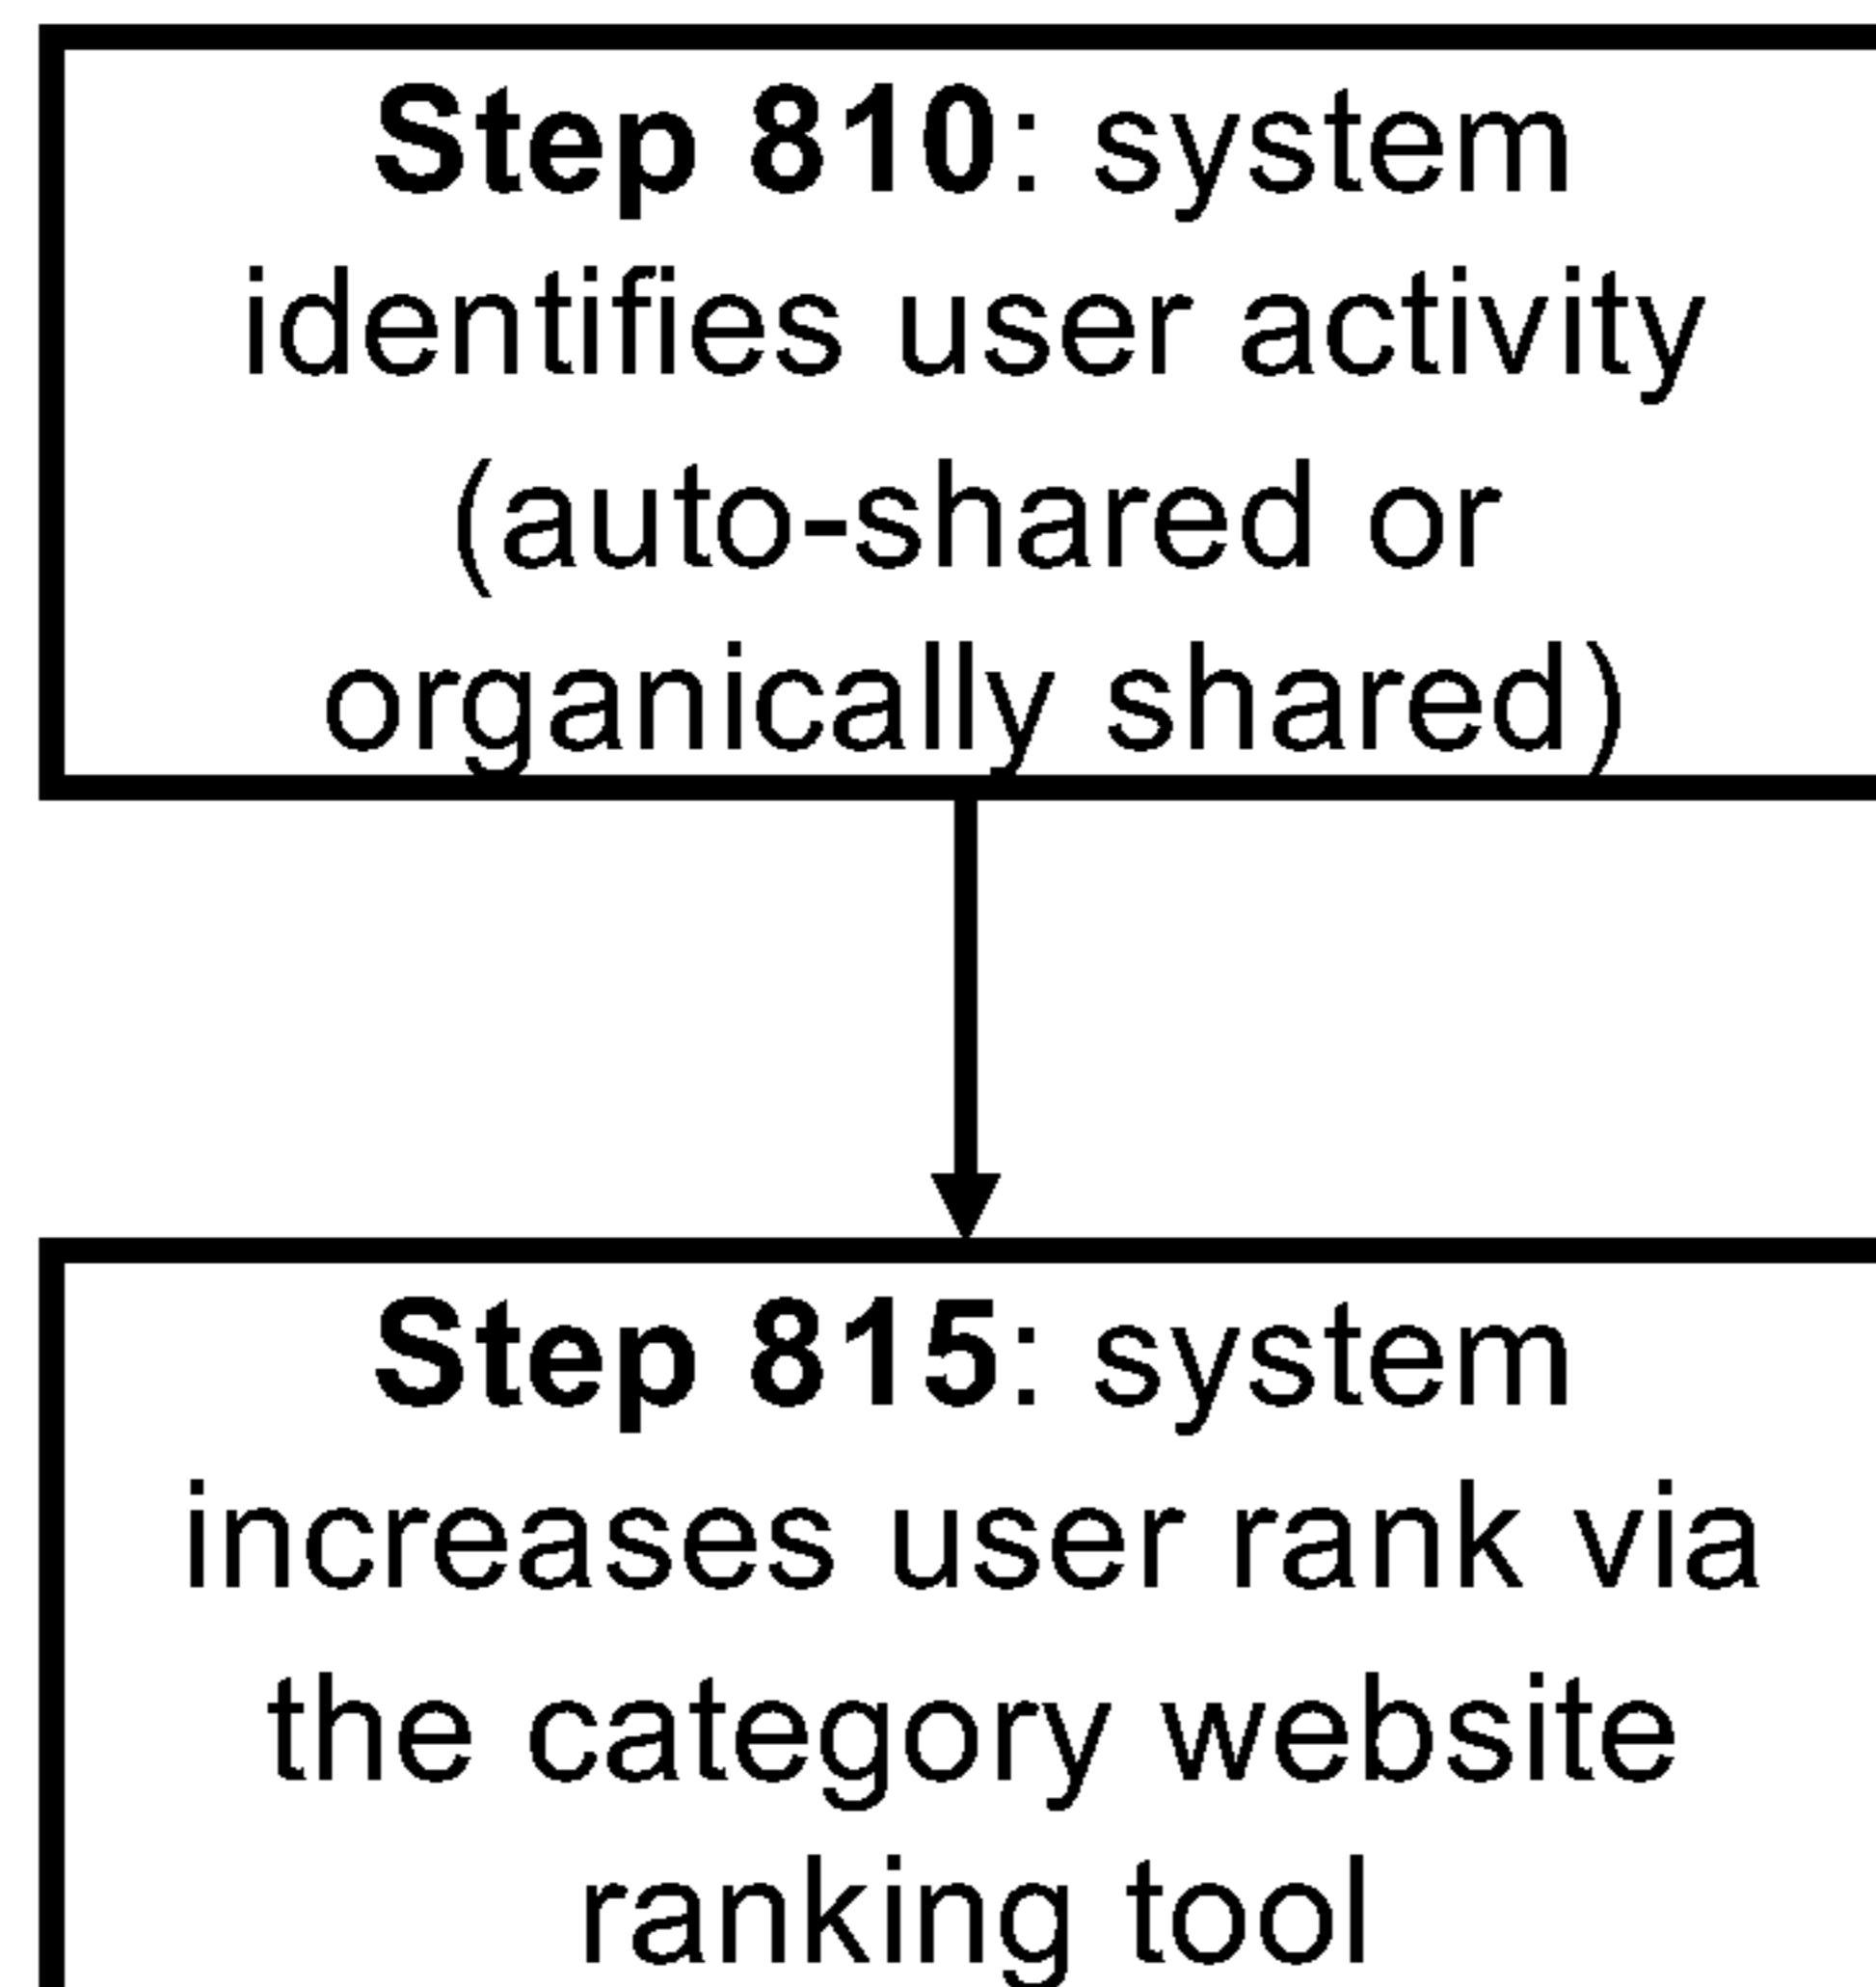 Step 810: system
identifies user activity
(auto-shared or
organically shared)
Step 815: system
increases user rank via
the category website
ranking tool